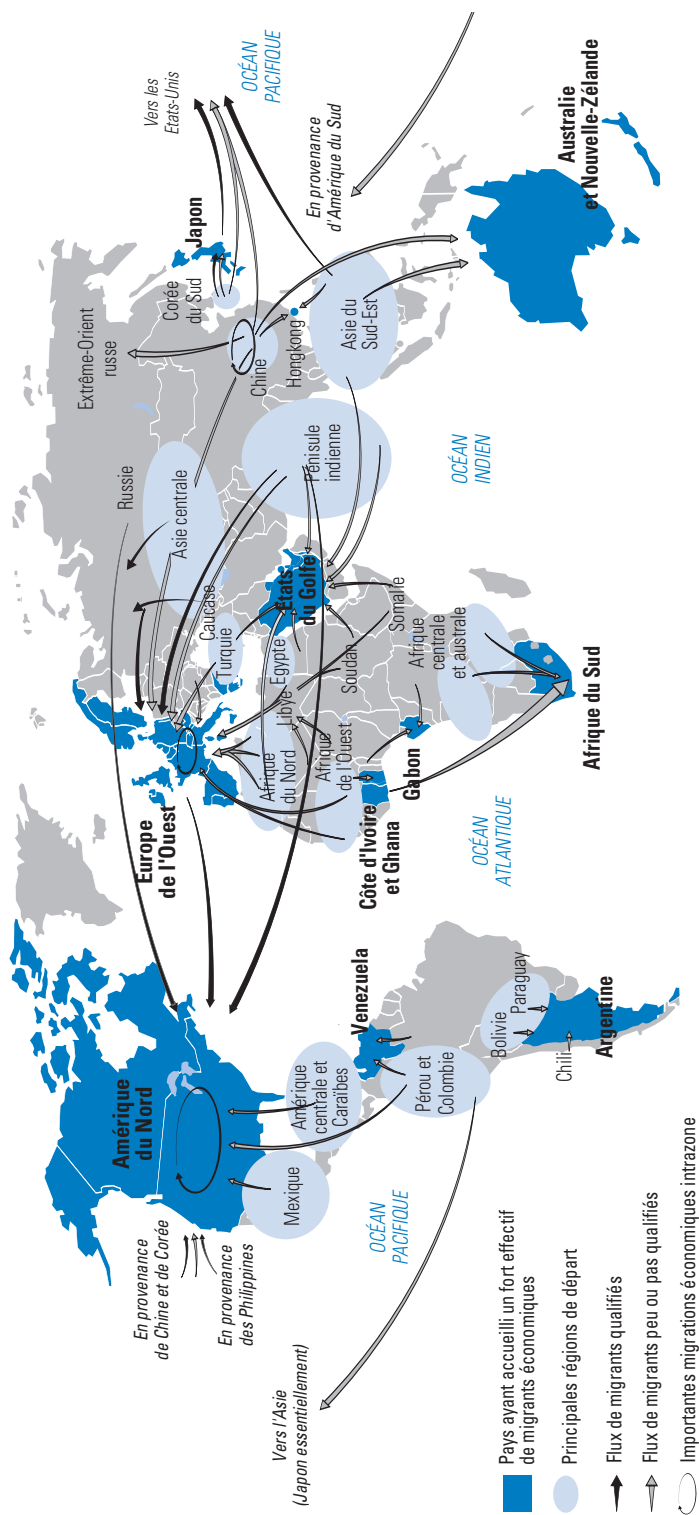 En provenance
de Chine et de Corée
En provenance
des Philippines
Vers l'Asie
(Japon essentiellement)
Amérique
du Nord
Mexique
Amérique
centrale et
Caraïbes
OCÉAN
PACIFIQUE
Pérou et
Colombie
Venezuela
Bolivie
Paraguay
Chili
Argentine
Europe
de l'Ouest
OCÉAN
ATLANTIQUE
Côte d'Ivoire
et Ghana
Gabon
Afrique
du Nord
Afrique
de l'Ouest
Libye
Egypte
Soudan
Somalie
Afrique
centrale
et australe
Afrique du Sud
Turquie
Caucase
Russie
Asie centrale
Etats
du Golfe
Pénisule
indienne
OCÉAN
INDIEN
Extrême-Orient
russe
Chine
Hongkong
Corée
du Sud
Japon
Asie du
Sud-Est
Vers les
Etats-Unis
OCÉAN
PACIFIQUE
En provenance
d'Amérique du Sud
Australie
et Nouvelle-Zélande
Pays ayant accueilli un fort effectif
de migrants économiques
Principales régions de départ
Flux de migrants qualifiés
Flux de migrants peu ou pas qualifiés
Importantes migrations économiques intrazone